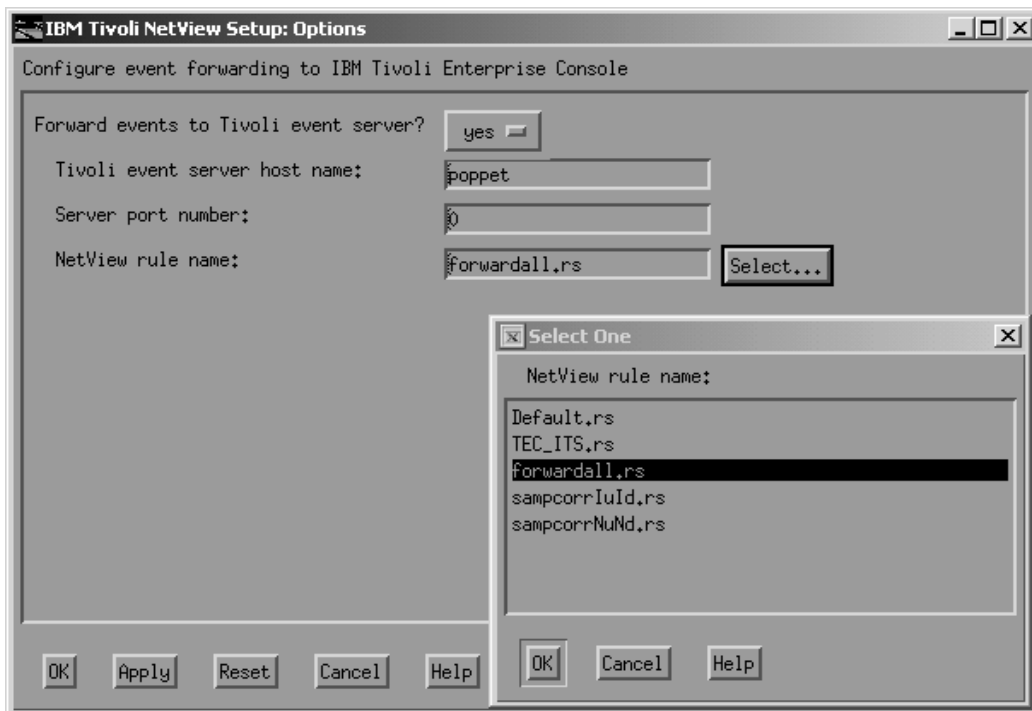 IBM Tivoli NetView Setup: Options
Configure event forwarding to IBM Tivoli Enterprise Console
Forward events to Tivoli event server? yes
Tivoli event server host name: poppet
Server port number: 0
NetView rule name: forwardall.rs Select...
Select One
NetView rule name:
Default.rs
TEC_ITS.rs
forwardall.rs
sampcorrIuId.rs
sampcorrNuNd.rs
OK Cancel Help
OK Apply Reset Cancel Help